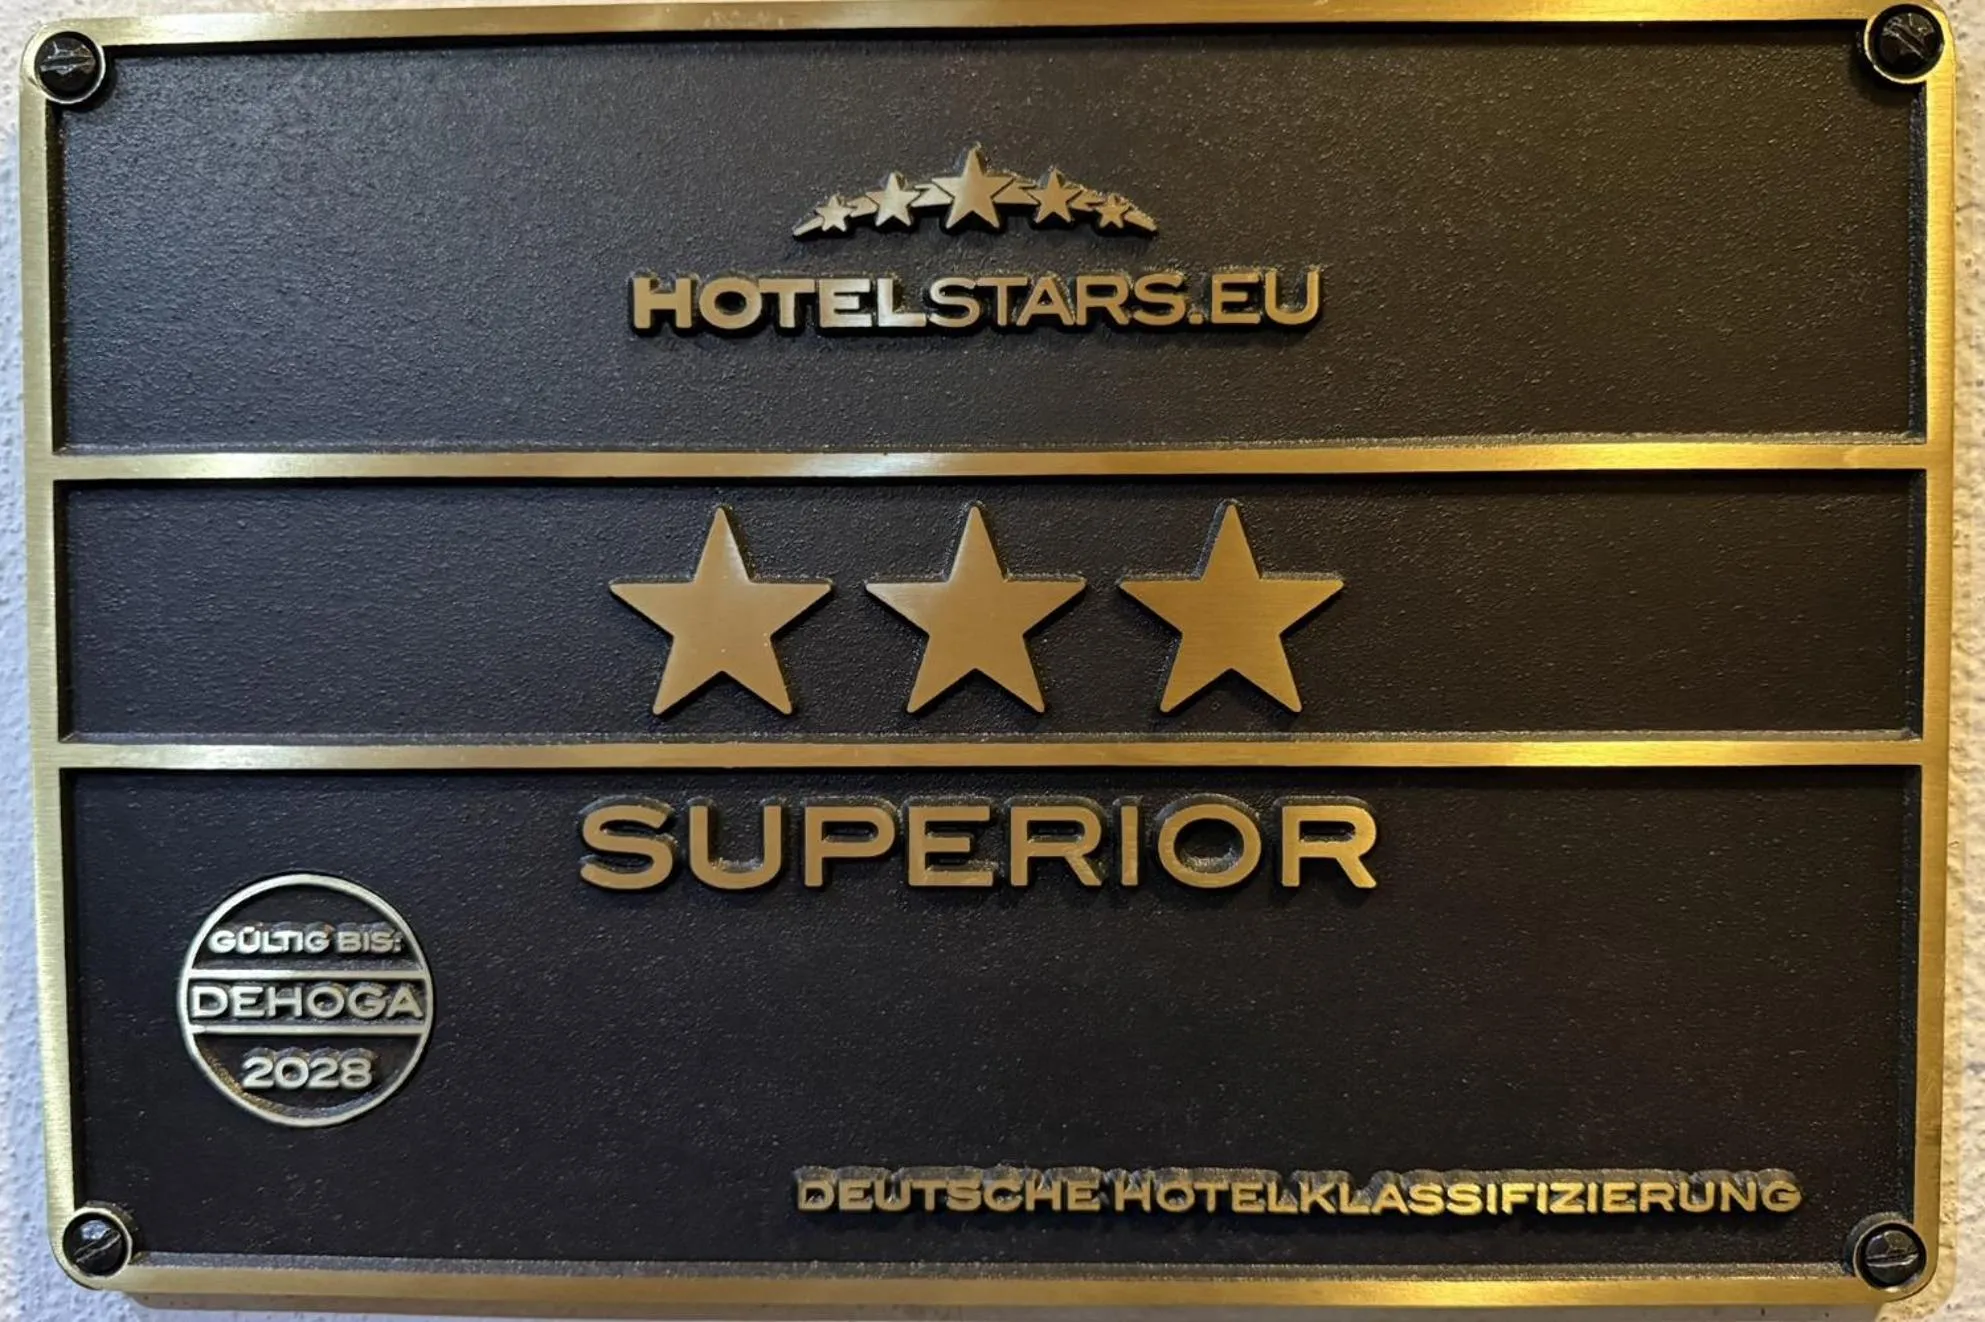 HOTELSTARS.EU
SUPERIOR
GÜLTIG BIS:
DEHOGA
2028
DEUTSCHE HOTELKLASSIFIZIERUNG